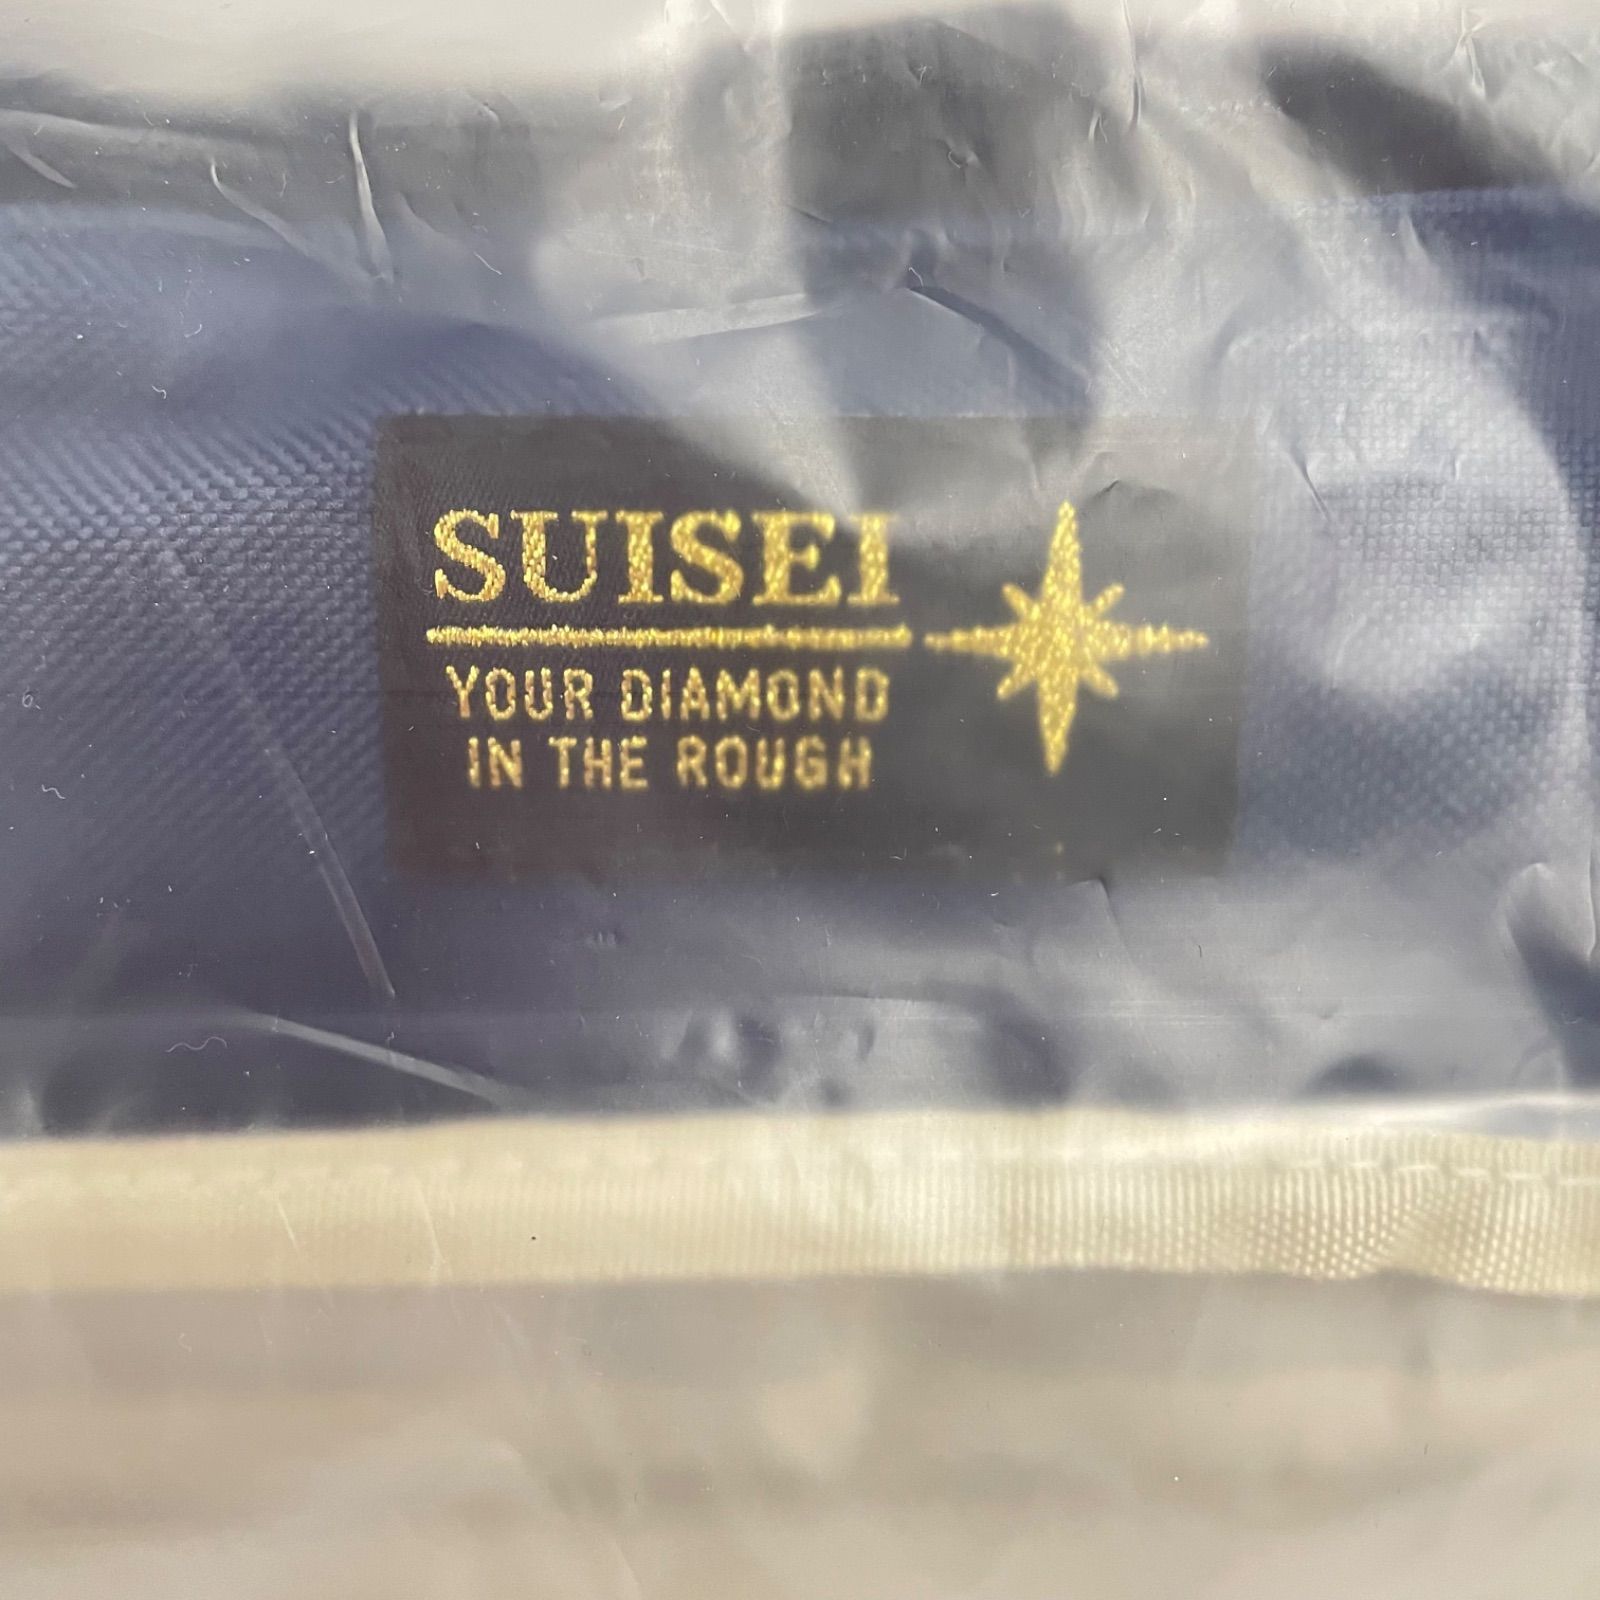 SUISEI
YOUR DIAMOND
IN THE ROUGH